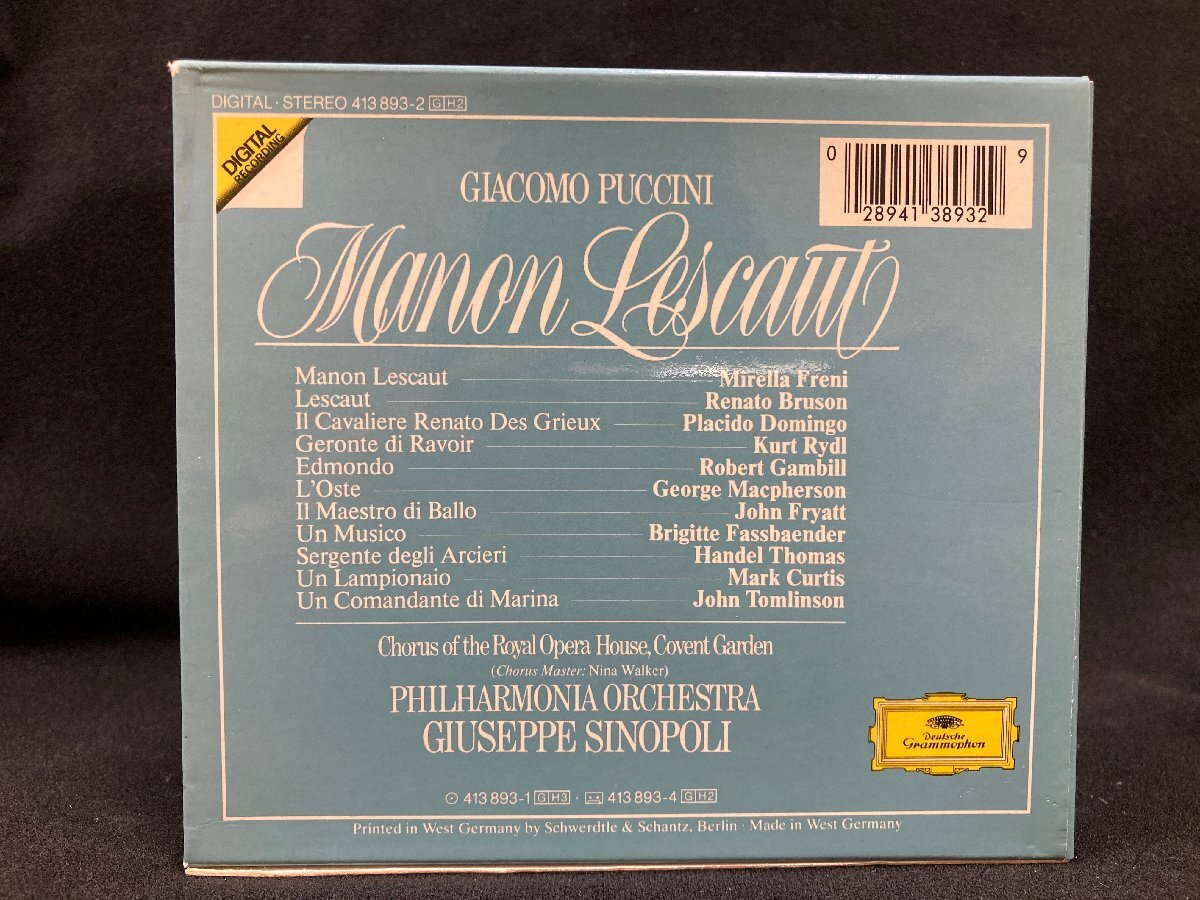 DIGITAL · STEREO 413 893-2 GH2
DIGITAL
RECORDING
0 28941 38932 9
GIACOMO PUCCINI
Manon Lescaut
Manon Lescaut Mirella Freni
Lescaut Renato Bruson
Il Cavaliere Renato Des Grieux Placido Domingo
Geronte di Ravoir Kurt Rydl
Edmondo Robert Gambill
L'Oste George Macpherson
Il Maestro di Ballo John Fryatt
Un Musico Brigitte Fassbaender
Sergente degli Arcieri Handel Thomas
Un Lampionaio Mark Curtis
Un Comandante di Marina John Tomlinson
Chorus of the Royal Opera House, Covent Garden
(Chorus Master: Nina Walker)
PHILHARMONIA ORCHESTRA
GIUSEPPE SINOPOLI
Deutsche
Grammophon
413 893-1 GH3 · 413 893-4 GH2
Printed in West Germany by Schwerdtle & Schantz, Berlin · Made in West Germany